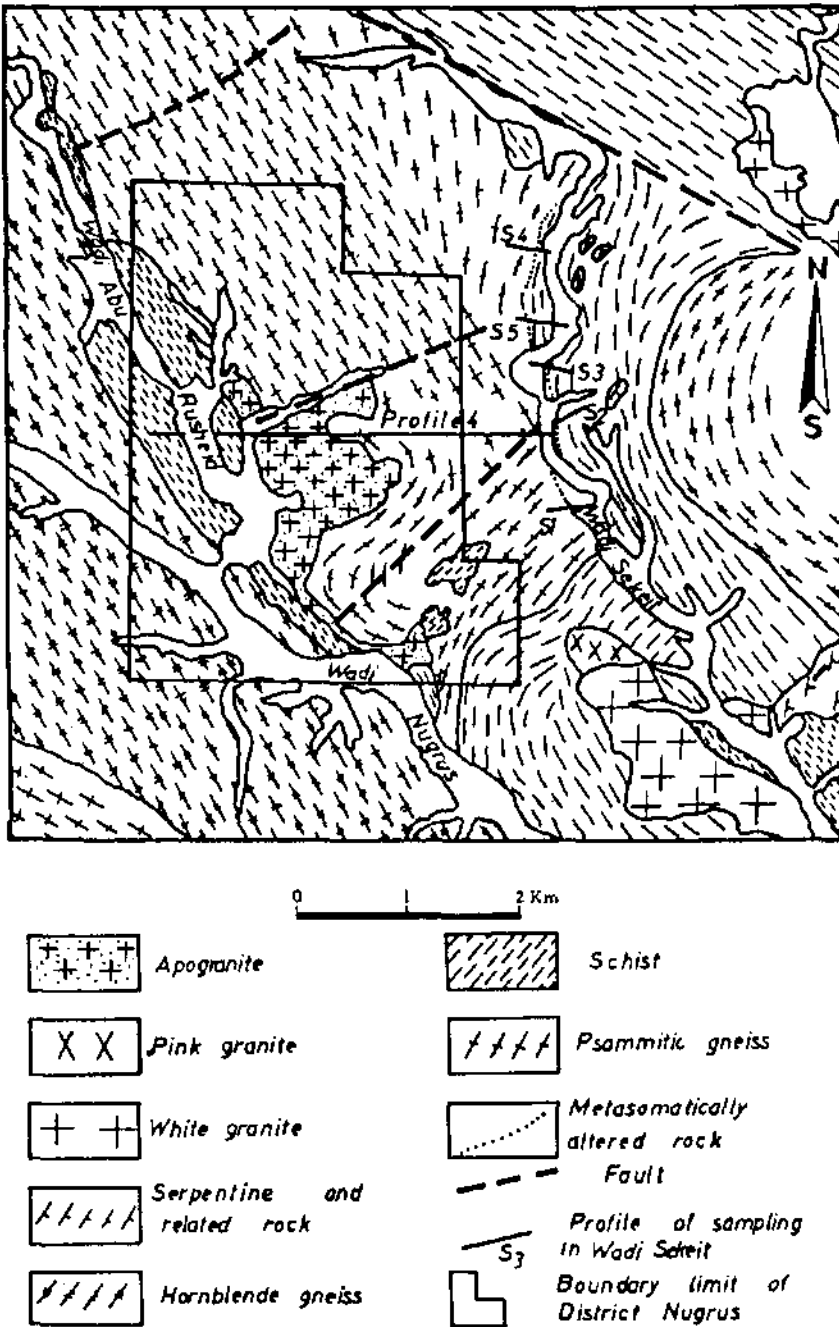 Wadi Abu
Rusheid
S4
S5
S3
S
S1
Profile 4
Wadi Sekeit
Wadi
Nugrus
N
S
0 1 2 Km
Apogranite
Pink granite
White granite
Serpentine and
related rock
Hornblende gneiss
Schist
Psammitic gneiss
Metasomatically
altered rock
Fault
S3
Profile of sampling
in Wadi Sekeit
Boundary limit of
District Nugrus